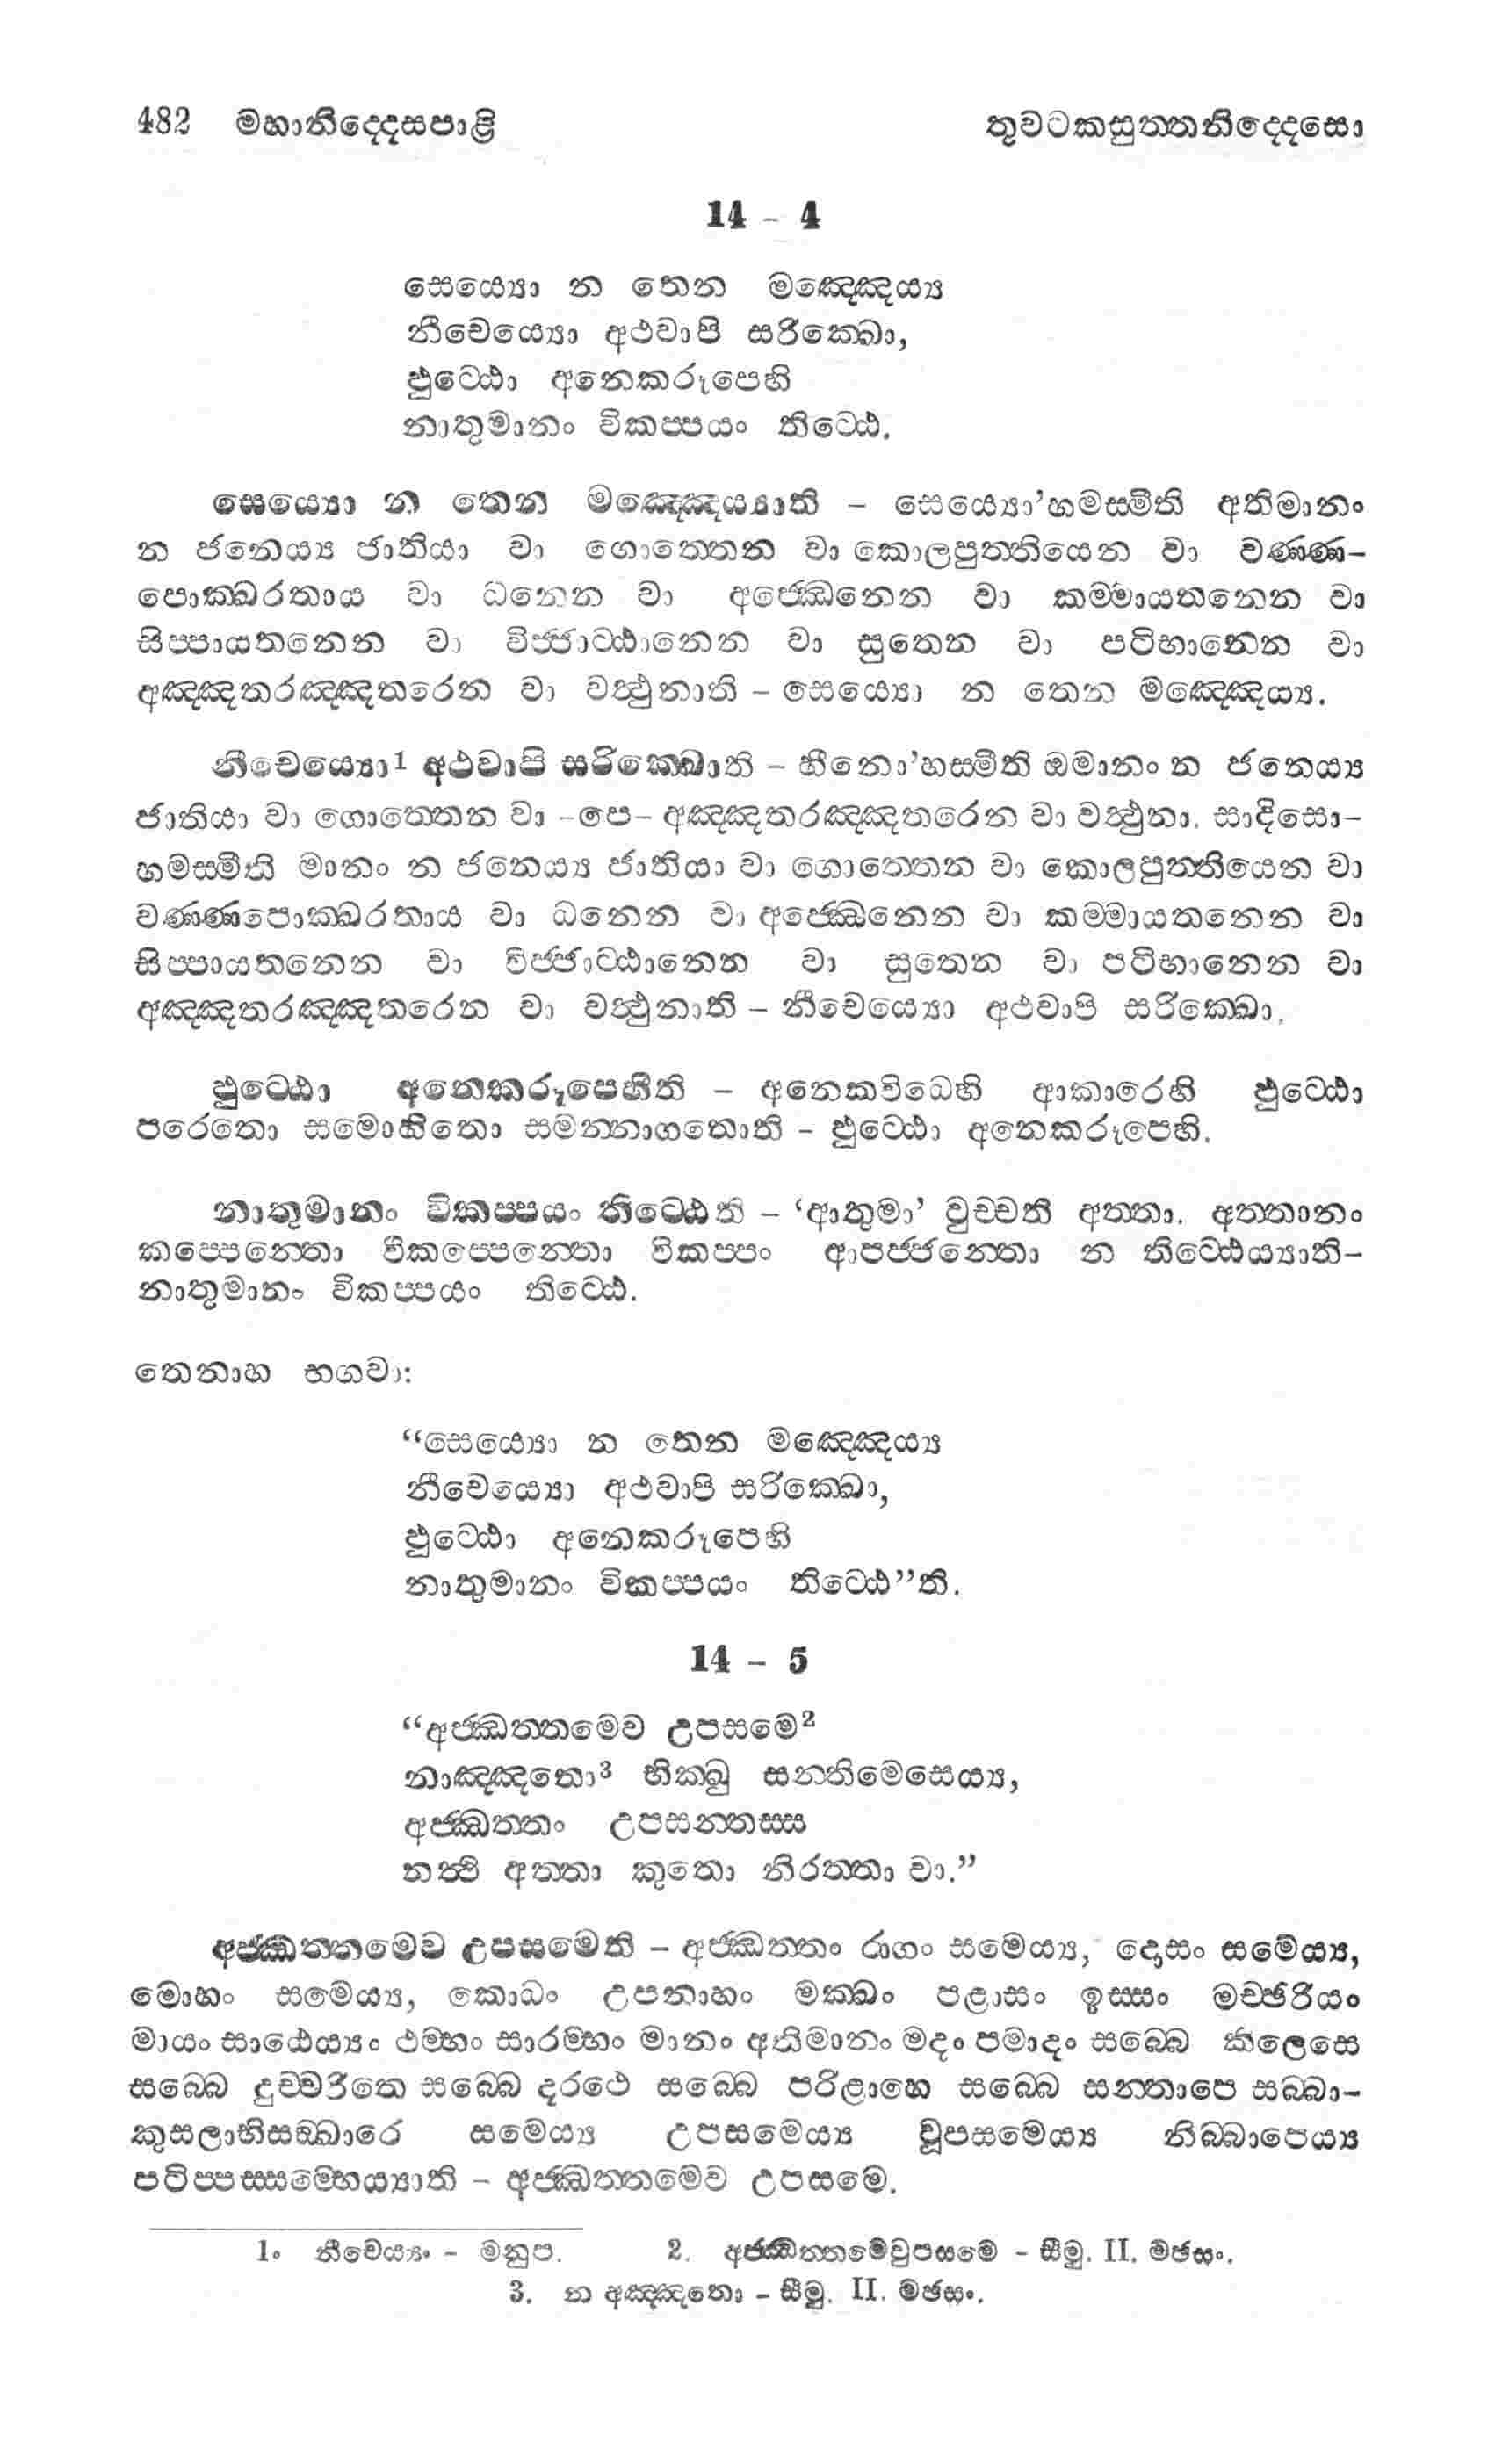 482 මහානිද්දෙසපාළි තුවටකසුත්තනිද්දෙසො
14 - 4
සෙය්‍යො න තෙන මඤ්ඤෙය්‍ය
නීචෙය්‍යො අථවාපි සරික්ඛො,
ඵුට්ඨො අනෙකරූපෙහි
නාතුමානං විකප්පයං තිට්ඨෙ.
සෙය්‍යො න තෙන මඤ්ඤෙය්‍යාති – සෙය්‍යො’හමස්මීති අතිමානං
න ජනෙය්‍ය ජාතියා වා ගොත්තෙන වා කොලපුත්තියෙන වා වණ්ණ-
පොක්ඛරතාය වා ධනෙන වා අජ්ඣෙනෙන වා කම්මායතනෙන වා
සිප්පායතනෙන වා විජ්ජාට්ඨානෙන වා සුතෙන වා පටිභානෙන වා
අඤ්ඤතරඤ්ඤතරෙන වා වත්ථුනාති – සෙය්‍යො න තෙන මඤ්ඤෙය්‍ය.
නීචෙය්‍යො1 අථවාපි සරික්ඛොති – හීනො’හස්මීති ඔමානං න ජනෙය්‍ය
ජාතියා වා ගොත්තෙන වා -පෙ- අඤ්ඤතරඤ්ඤතරෙන වා වත්ථුනා. සාදිසො-
හමස්මීති මානං න ජනෙය්‍ය ජාතියා වා ගොත්තෙන වා කොලපුත්තියෙන වා
වණ්ණපොක්ඛරතාය වා ධනෙන වා අජ්ඣෙනෙන වා කම්මායතනෙන වා
සිප්පායතනෙන වා විජ්ජාට්ඨානෙන වා සුතෙන වා පටිභානෙන වා
අඤ්ඤතරඤ්ඤතරෙන වා වත්ථුනාති – නීචෙය්‍යො අථවාපි සරික්ඛො.
ඵුට්ඨො අනෙකරූපෙහීති – අනෙකවිධෙහි ආකාරෙහි ඵුට්ඨො
පරෙතො සමොහිතො සමන්නාගතොති – ඵුට්ඨො අනෙකරූපෙහි.
නාතුමානං විකප්පයං තිට්ඨෙති – ‘ආතුමා’ වුච්චති අත්තා. අත්තානං
කප්පෙන්තො විකප්පෙන්තො විකප්පං ආපජ්ජන්තො න තිට්ඨෙය්‍යාති-
නාතුමානං විකප්පයං තිට්ඨෙ.
තෙනාහ භගවා:
“සෙය්‍යො න තෙන මඤ්ඤෙය්‍ය
නීචෙය්‍යො අථවාපි සරික්ඛො,
ඵුට්ඨො අනෙකරූපෙහි
නාතුමානං විකප්පයං තිට්ඨෙ”ති.
14 - 5
“අජ්ඣත්තමෙව උපසමෙ2
නාඤ්ඤතො3 භික්ඛු සන්තිමෙසෙය්‍ය,
අජ්ඣත්තං උපසන්තස්ස
නත්ථි අත්තා කුතො නිරත්තා වා.”
අජ්ඣත්තමෙව උපසමෙති – අජ්ඣත්තං රාගං සමෙය්‍ය, දොසං සමෙය්‍ය,
මොහං සමෙය්‍ය, කොධං උපනාහං මක්ඛං පළාසං ඉස්සං මච්ඡරියං
මායං සාඨෙය්‍යං ථම්භං සාරම්භං මානං අතිමානං මදං පමාදං සබ්බෙ කිලෙසෙ
සබ්බෙ දුච්චරිතෙ සබ්බෙ දරථෙ සබ්බෙ පරිළාහෙ සබ්බෙ සන්තාපෙ සබ්බා-
කුසලාභිසඞ්ඛාරෙ සමෙය්‍ය උපසමෙය්‍ය වූපසමෙය්‍ය නිබ්බාපෙය්‍ය
පටිප්පස්සම්භෙය්‍යාති – අජ්ඣත්තමෙව උපසමෙ.
1. නීචෙය්‍යං - මනුප. 2. අජ්ඣත්තමෙවුපසමෙ - සීමු. II. මජසං.
3. න අඤ්ඤතො - සීමු. II. මජසං.